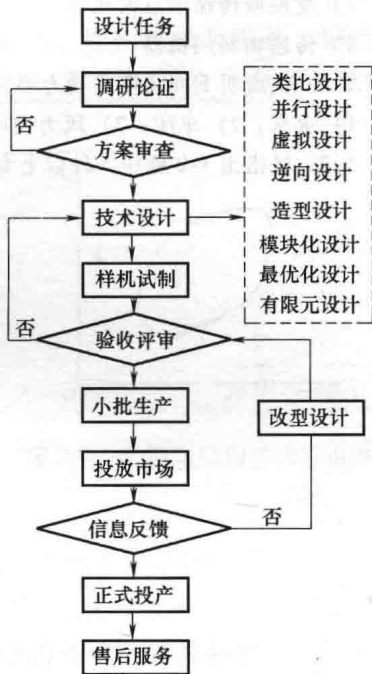 设计任务
调研论证
否
方案审查
技术设计
类比设计
并行设计
虚拟设计
逆向设计
造型设计
模块化设计
最优化设计
有限元设计
样机试制
否
验收评审
小批生产
改型设计
投放市场
信息反馈
否
正式投产
售后服务